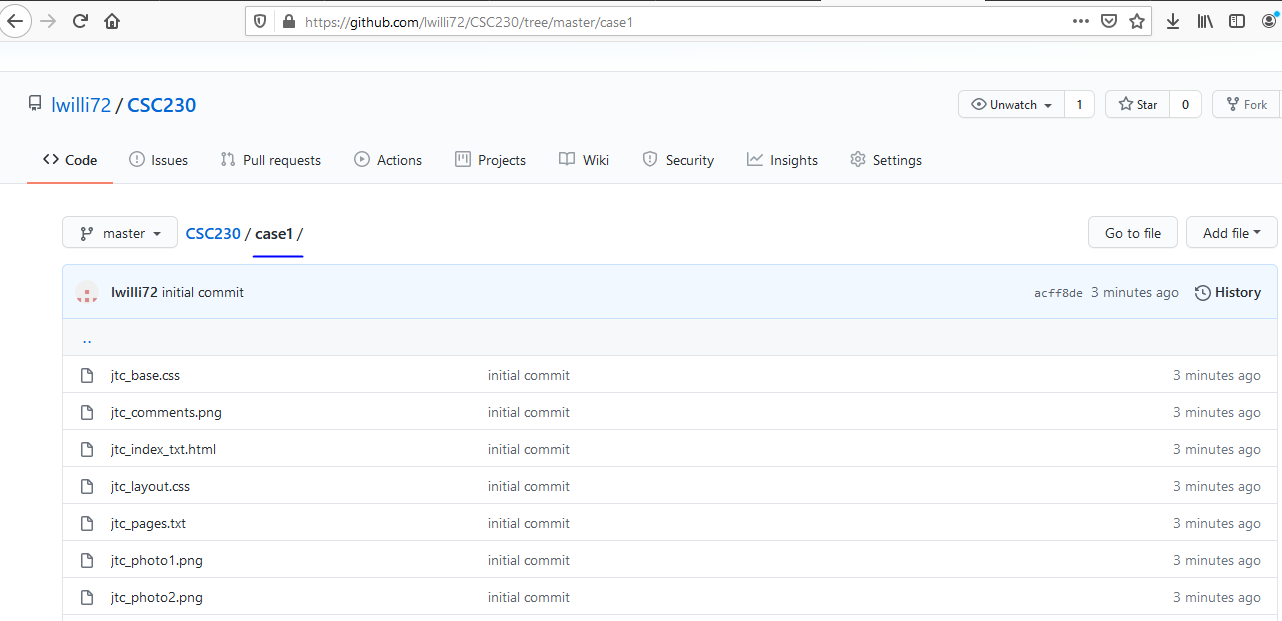 https://github.com/lwilli72/CSC230/tree/master/case1
lwilli72 / CSC230
Unwatch 1 Star 0 Fork
Code Issues Pull requests Actions Projects Wiki Security Insights Settings
master CSC230 / case1 / Go to file Add file
lwilli72 initial commit acff8de 3 minutes ago History
..
jtc_base.css initial commit 3 minutes ago
jtc_comments.png initial commit 3 minutes ago
jtc_index_txt.html initial commit 3 minutes ago
jtc_layout.css initial commit 3 minutes ago
jtc_pages.txt initial commit 3 minutes ago
jtc_photo1.png initial commit 3 minutes ago
jtc_photo2.png initial commit 3 minutes ago